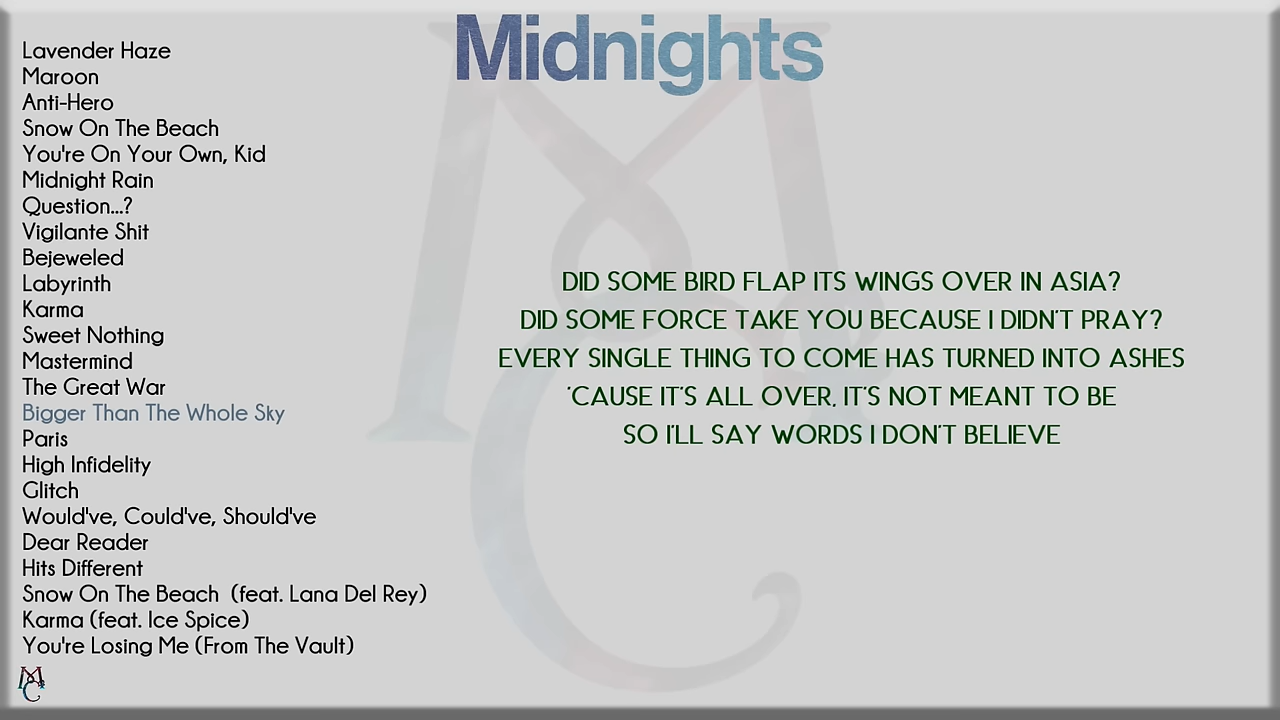 Midnights
Lavender Haze
Maroon
Anti-Hero
Snow On The Beach
You're On Your Own, Kid
Midnight Rain
Question...?
Vigilante Shit
Bejeweled
Labyrinth
Karma
Sweet Nothing
Mastermind
The Great War
Bigger Than The Whole Sky
Paris
High Infidelity
Glitch
Would've, Could've, Should've
Dear Reader
Hits Different
Snow On The Beach (feat. Lana Del Rey)
Karma (feat. Ice Spice)
You're Losing Me (From The Vault)
DID SOME BIRD FLAP ITS WINGS OVER IN ASIA?
DID SOME FORCE TAKE YOU BECAUSE I DIDN'T PRAY?
EVERY SINGLE THING TO COME HAS TURNED INTO ASHES
'CAUSE IT'S ALL OVER, IT'S NOT MEANT TO BE
SO I'LL SAY WORDS I DON'T BELIEVE